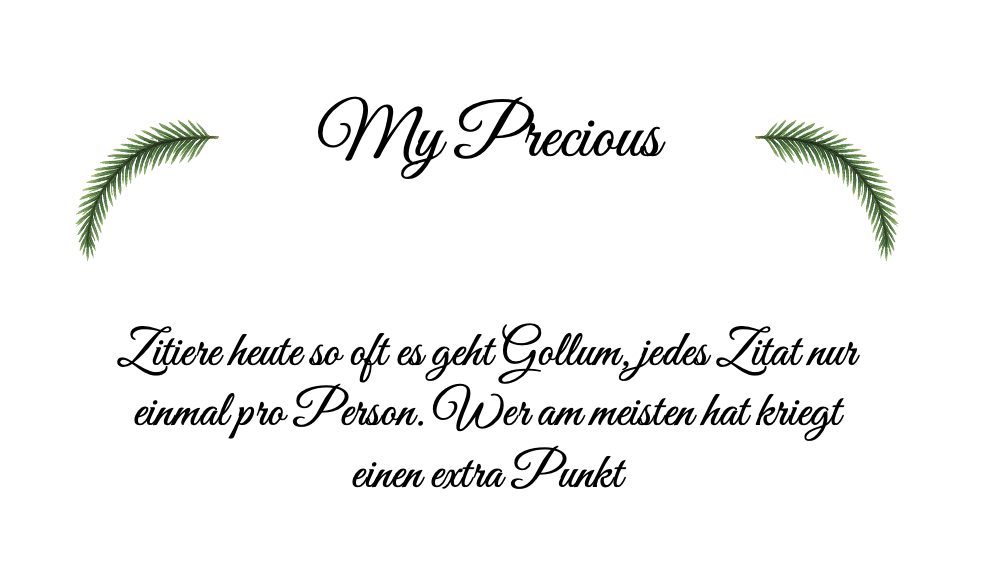 My Precious
Zitiere heute so oft es geht Gollum, jedes Zitat nur
einmal pro Person. Wer am meisten hat kriegt
einen extra Punkt